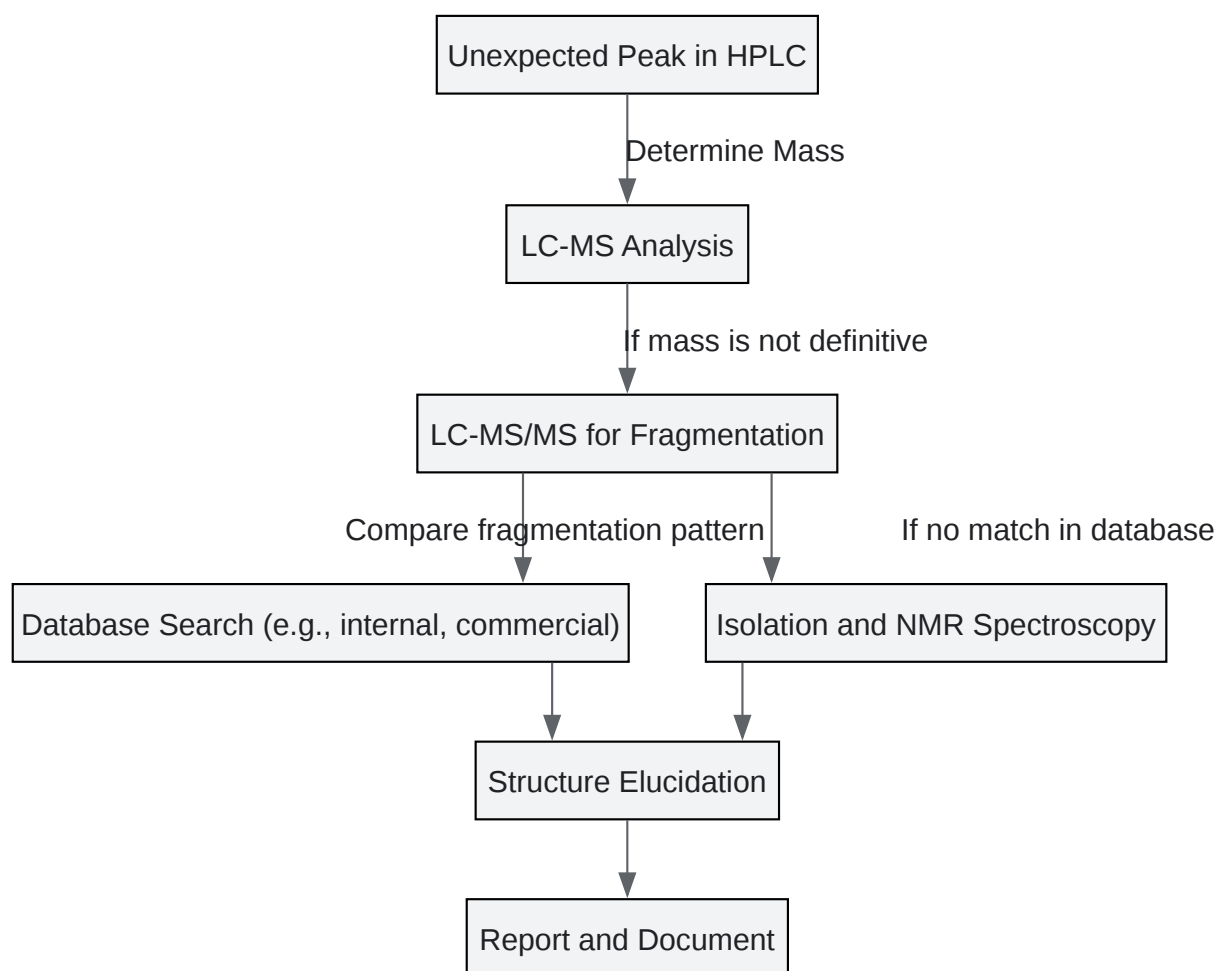 Unexpected Peak in HPLC
Determine Mass
LC-MS Analysis
If mass is not definitive
LC-MS/MS for Fragmentation
Compare fragmentation pattern
If no match in database
Database Search (e.g., internal, commercial)
Isolation and NMR Spectroscopy
Structure Elucidation
Report and Document